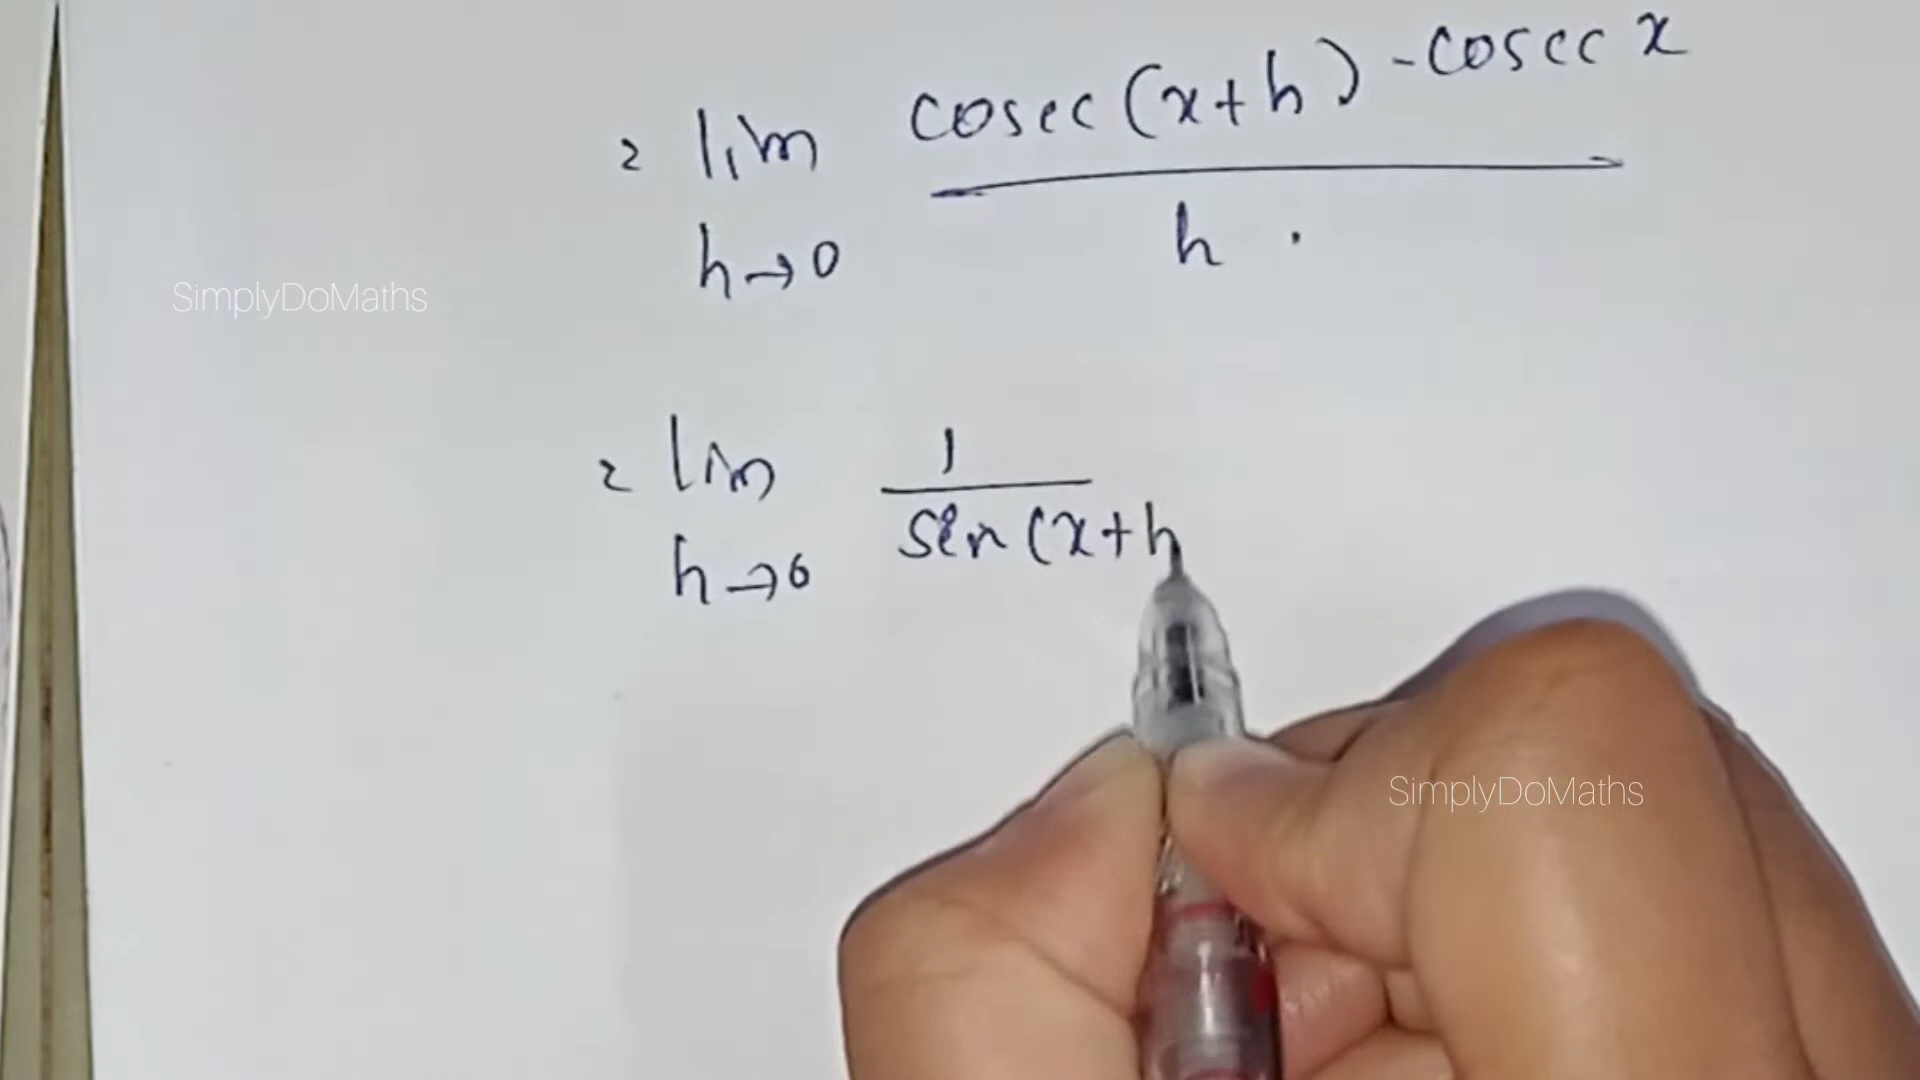 = lim cosec (x+h) - cosec x
h→0 h .
SimplyDoMaths
= lim 1
h→0 sin (x+h
SimplyDoMaths